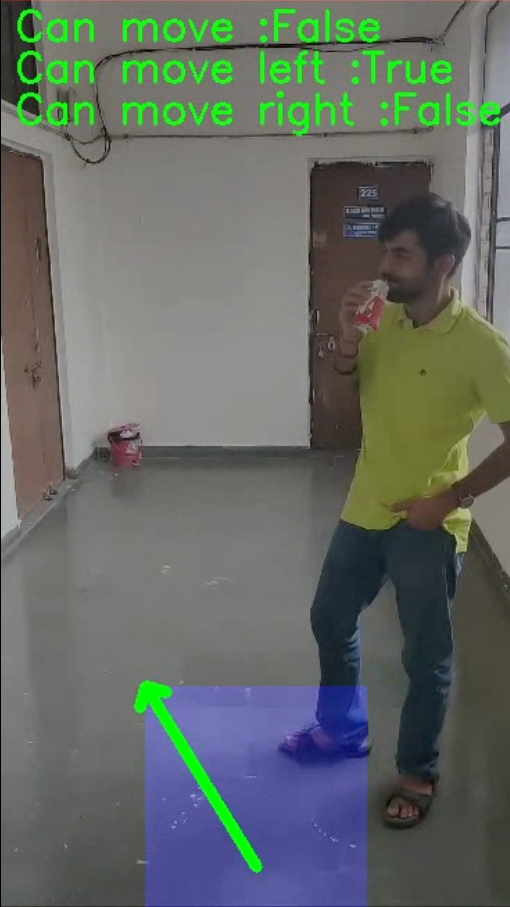 Can move :False
Can move left :True
Can move right :False
225